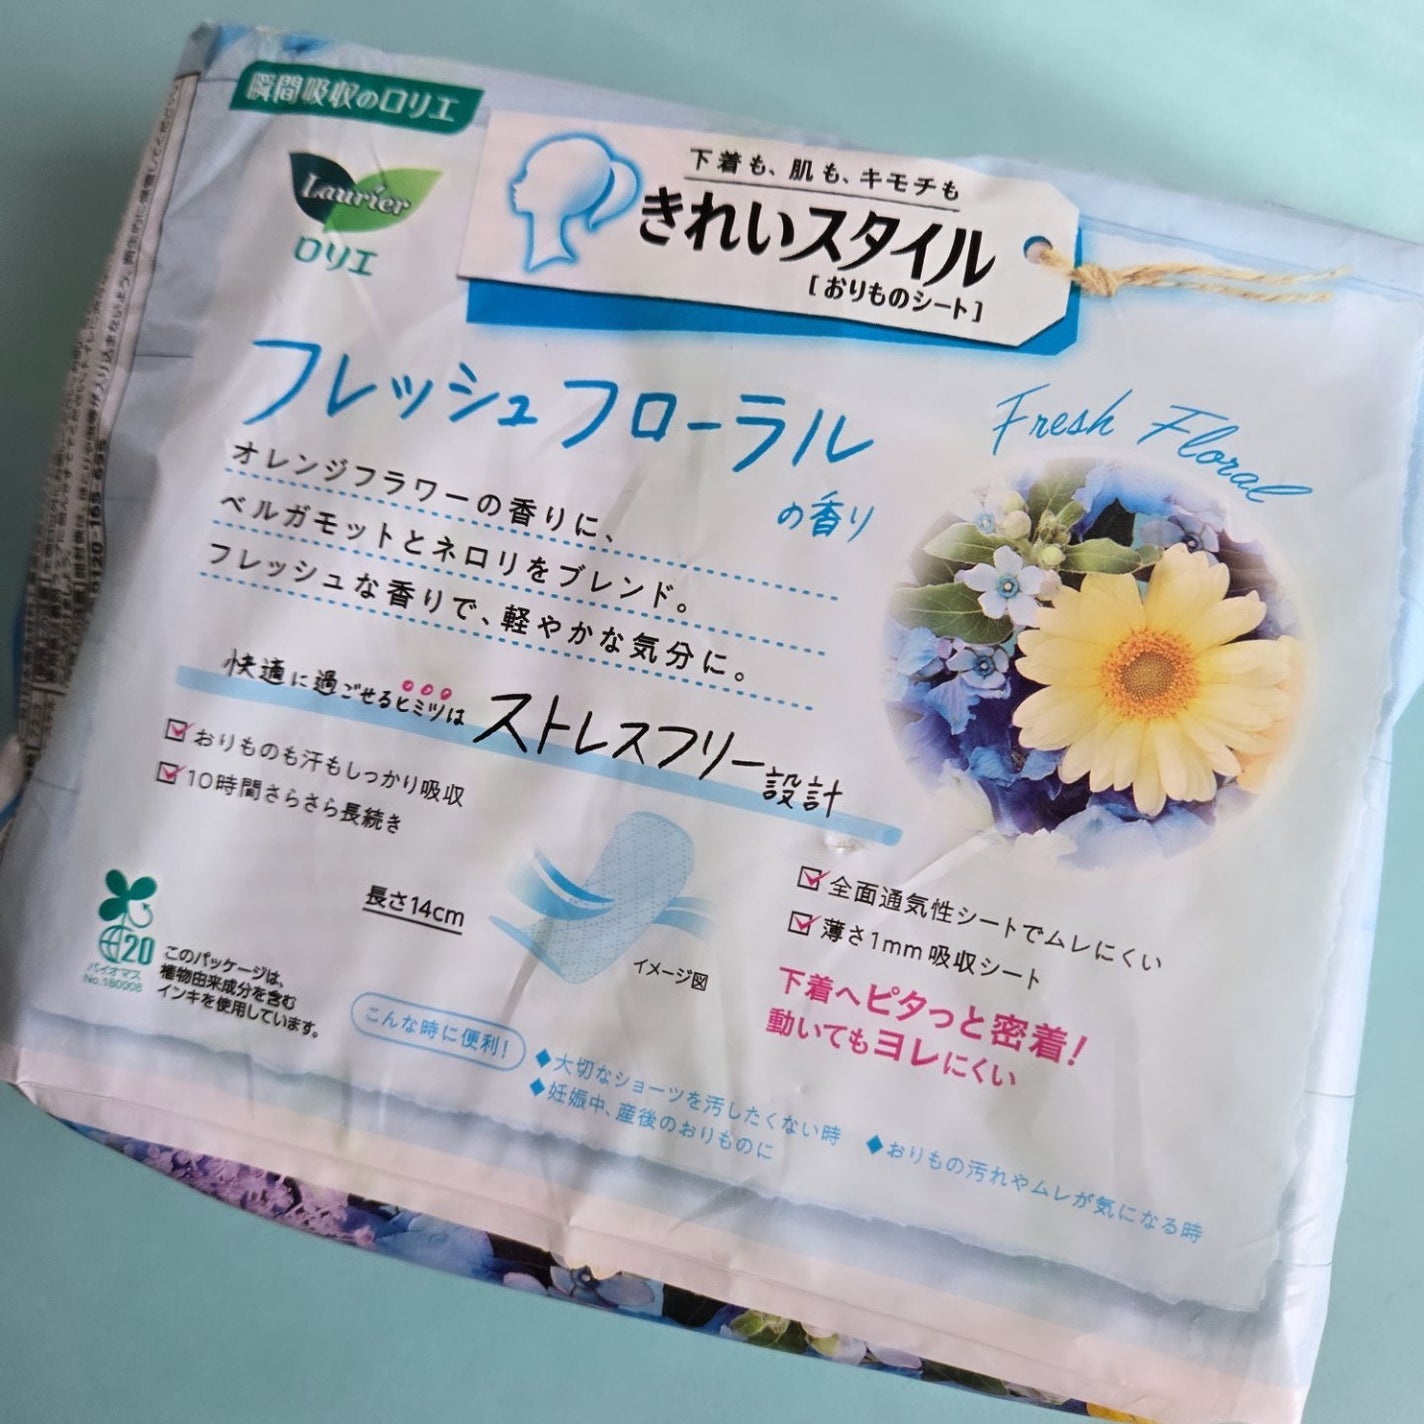 瞬間吸収のロリエ
Laurier
ロリエ
下着も、肌も、キモチも
きれいスタイル
[おりものシート]
フレッシュフローラル
の香り
Fresh Floral
オレンジフラワーの香りに、
ベルガモットとネロリをブレンド。
フレッシュな香りで、軽やかな気分に。
快適に過ごせるヒミツは ストレスフリー設計
おりものも汗もしっかり吸収
10時間さらさら長続き
長さ14cm
イメージ図
全面通気性シートでムレにくい
薄さ1mm吸収シート
下着へピタっと密着!
動いてもヨレにくい
20
バイオマス
No.180008
このパッケージは、
植物由来成分を含む
インキを使用しています。
こんな時に便利!
◆大切なショーツを汚したくない時
◆妊娠中、産後のおりものに
◆おりもの汚れやムレが気になる時
0120-165-695